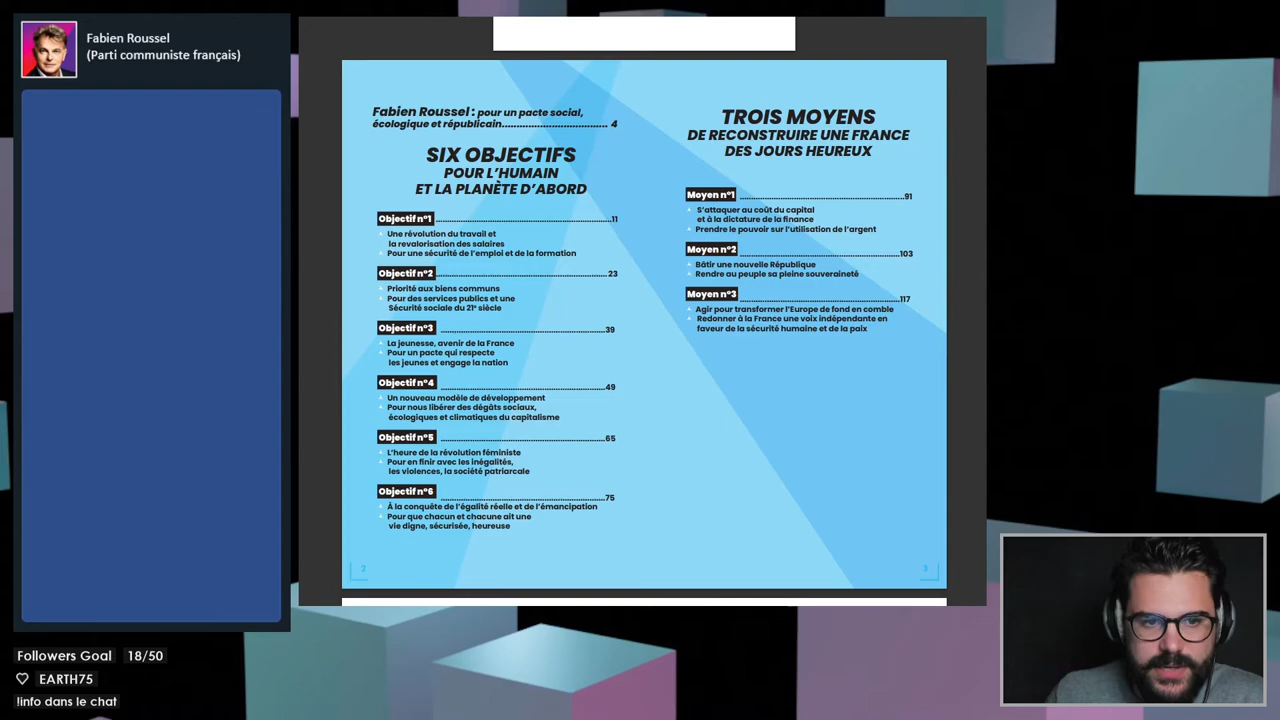 Fabien Roussel
(Parti communiste français)
Fabien Roussel : pour un pacte social,
écologique et républicain.................................... 4
SIX OBJECTIFS
POUR L'HUMAIN
ET LA PLANÈTE D'ABORD
Objectif n°1 ............................................................11
Une révolution du travail et
la revalorisation des salaires
Pour une sécurité de l'emploi et de la formation
Objectif n°2 ............................................................ 23
Priorité aux biens communs
Pour des services publics et une
Sécurité sociale du 21e siècle
Objectif n°3 ............................................................39
La jeunesse, avenir de la France
Pour un pacte qui respecte
les jeunes et engage la nation
Objectif n°4 ............................................................49
Un nouveau modèle de développement
Pour nous libérer des dégâts sociaux,
écologiques et climatiques du capitalisme
Objectif n°5 ............................................................65
L'heure de la révolution féministe
Pour en finir avec les inégalités,
les violences, la société patriarcale
Objectif n°6 ............................................................75
À la conquête de l'égalité réelle et de l'émancipation
Pour que chacun et chacune ait une
vie digne, sécurisée, heureuse
2
TROIS MOYENS
DE RECONSTRUIRE UNE FRANCE
DES JOURS HEUREUX
Moyen n°1 ............................................................91
S'attaquer au coût du capital
et à la dictature de la finance
Prendre le pouvoir sur l'utilisation de l'argent
Moyen n°2 ............................................................103
Bâtir une nouvelle République
Rendre au peuple sa pleine souveraineté
Moyen n°3 ............................................................117
Agir pour transformer l'Europe de fond en comble
Redonner à la France une voix indépendante en
faveur de la sécurité humaine et de la paix
3
Followers Goal 18/50
EARTH75
!info dans le chat